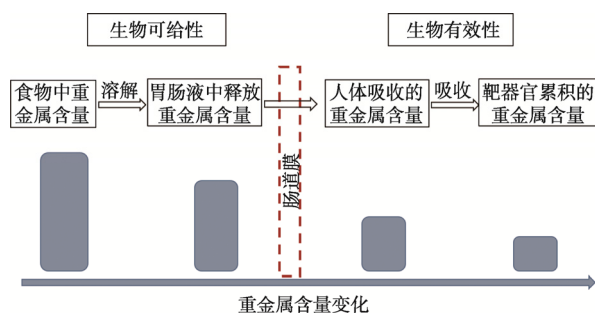 生物可给性
生物有效性
食物中重
金属含量
溶解
胃肠液中释放
重金属含量
肠道膜
人体吸收的
重金属含量
吸收
靶器官累积的
重金属含量
重金属含量变化